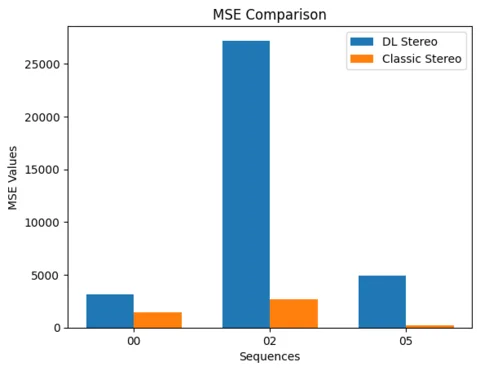 MSE Comparison
DL Stereo
Classic Stereo
MSE Values
25000
20000
15000
10000
5000
0
00
02
05
Sequences